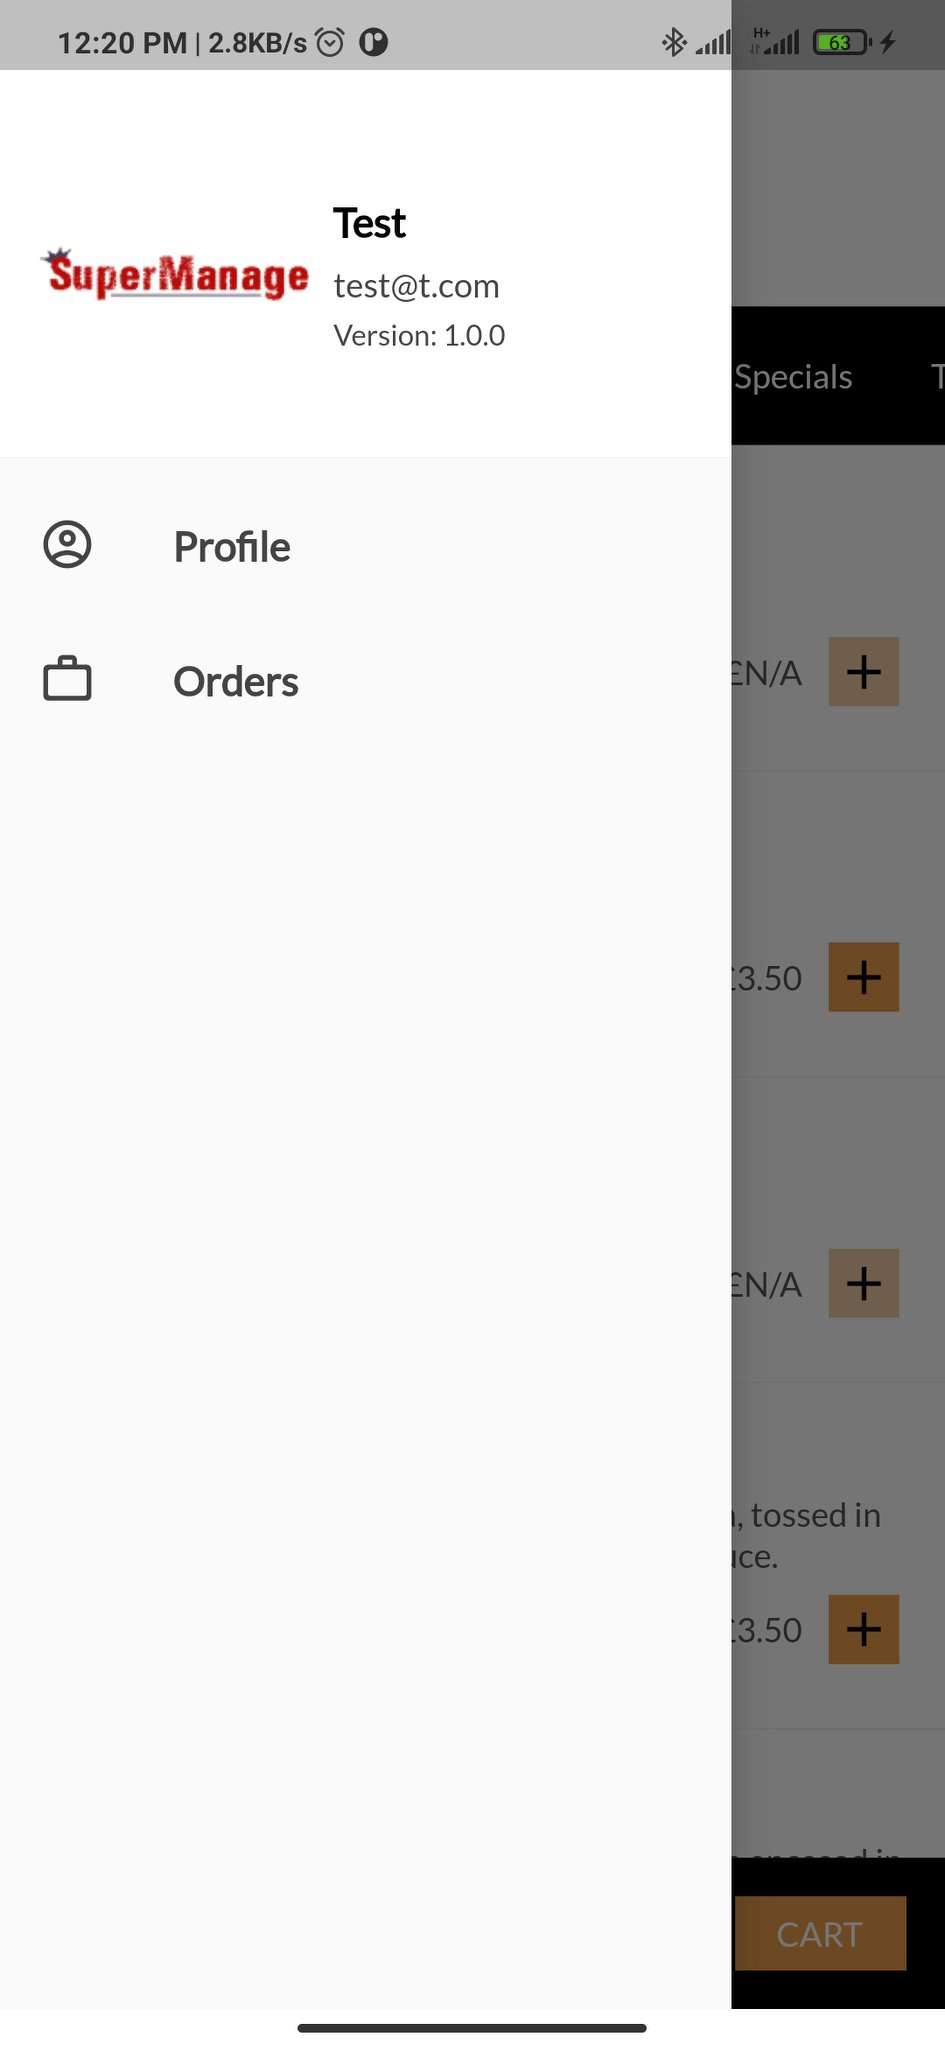 12:20 PM | 2.8KB/s
H+
63
SuperManage
Test
test@t.com
Version: 1.0.0
Specials T
Profile
Orders
£N/A
£3.50
£N/A
, tossed in
uce.
£3.50
CART